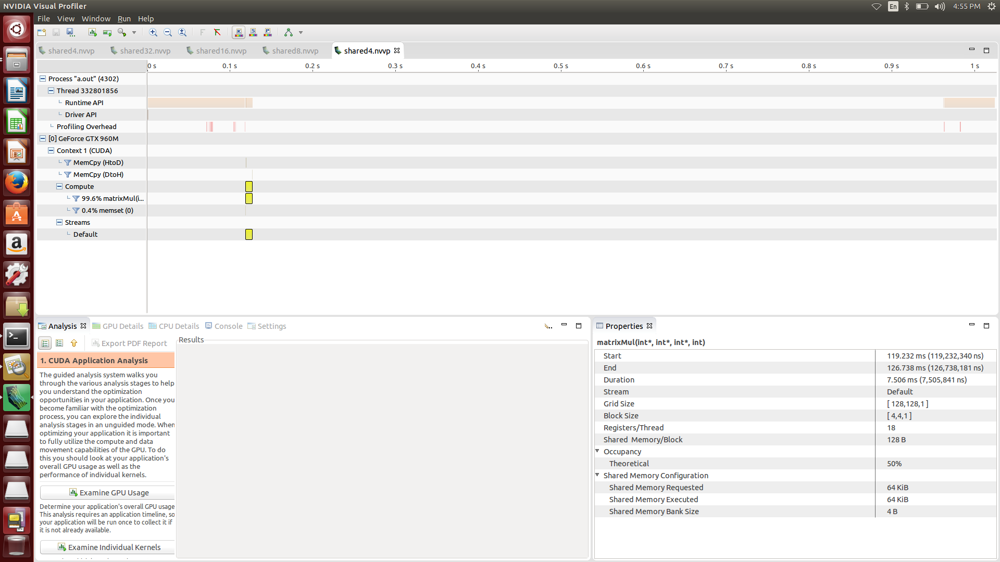 NVIDIA Visual Profiler
En
4:55 PM
File View Window Run Help
shared4.nvvp shared32.nvvp shared16.nvvp shared8.nvvp shared4.nvvp
0 s 0.1 s 0.2 s 0.3 s 0.4 s 0.5 s 0.6 s 0.7 s 0.8 s 0.9 s 1 s
Process "a.out" (4302)
Thread 332801856
Runtime API
Driver API
Profiling Overhead
[0] GeForce GTX 960M
Context 1 (CUDA)
MemCpy (HtoD)
MemCpy (DtoH)
Compute
99.6% matrixMul(i...
0.4% memset (0)
Streams
Default
Analysis GPU Details CPU Details Console Settings
Export PDF Report
Results
1. CUDA Application Analysis
The guided analysis system walks you
through the various analysis stages to help
you understand the optimization
opportunities in your application. Once you
become familiar with the optimization
process, you can explore the individual
analysis stages in an unguided mode. When
optimizing your application it is important
to fully utilize the compute and data
movement capabilities of the GPU. To do
this you should look at your application's
overall GPU usage as well as the
performance of individual kernels.
Examine GPU Usage
Determine your application's overall GPU usage
This analysis requires an application timeline, so
your application will be run once to collect it if
it is not already available.
Examine Individual Kernels
Properties
matrixMul(int*, int*, int*, int)
Start 119.232 ms (119,232,340 ns)
End 126.738 ms (126,738,181 ns)
Duration 7.506 ms (7,505,841 ns)
Stream Default
Grid Size [ 128,128,1 ]
Block Size [ 4,4,1 ]
Registers/Thread 18
Shared Memory/Block 128 B
Occupancy
Theoretical 50%
Shared Memory Configuration
Shared Memory Requested 64 KiB
Shared Memory Executed 64 KiB
Shared Memory Bank Size 4 B